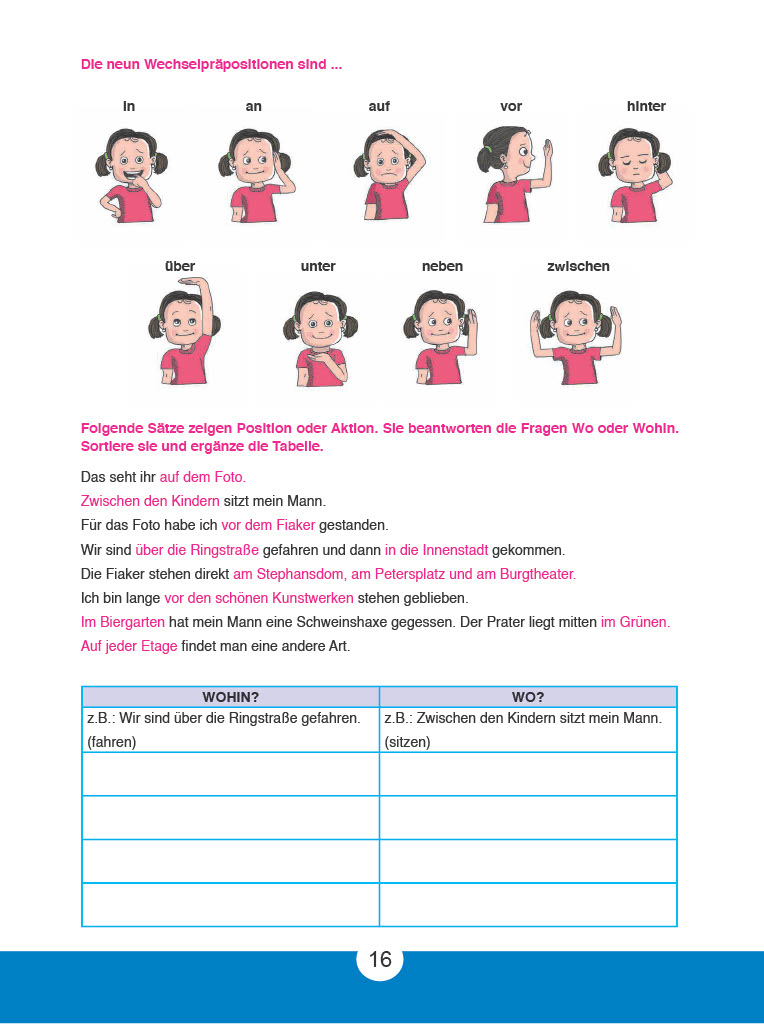 Die neun Wechselpräpositionen sind ...
in an auf vor hinter
über unter neben zwischen
Folgende Sätze zeigen Position oder Aktion. Sie beantworten die Fragen Wo oder Wohin.
Sortiere sie und ergänze die Tabelle.
Das seht ihr auf dem Foto.
Zwischen den Kindern sitzt mein Mann.
Für das Foto habe ich vor dem Fiaker gestanden.
Wir sind über die Ringstraße gefahren und dann in die Innenstadt gekommen.
Die Fiaker stehen direkt am Stephansdom, am Petersplatz und am Burgtheater.
Ich bin lange vor den schönen Kunstwerken stehen geblieben.
Im Biergarten hat mein Mann eine Schweinshaxe gegessen. Der Prater liegt mitten im Grünen.
Auf jeder Etage findet man eine andere Art.
WOHIN? WO?
z.B.: Wir sind über die Ringstraße gefahren. z.B.: Zwischen den Kindern sitzt mein Mann.
(fahren) (sitzen)
16